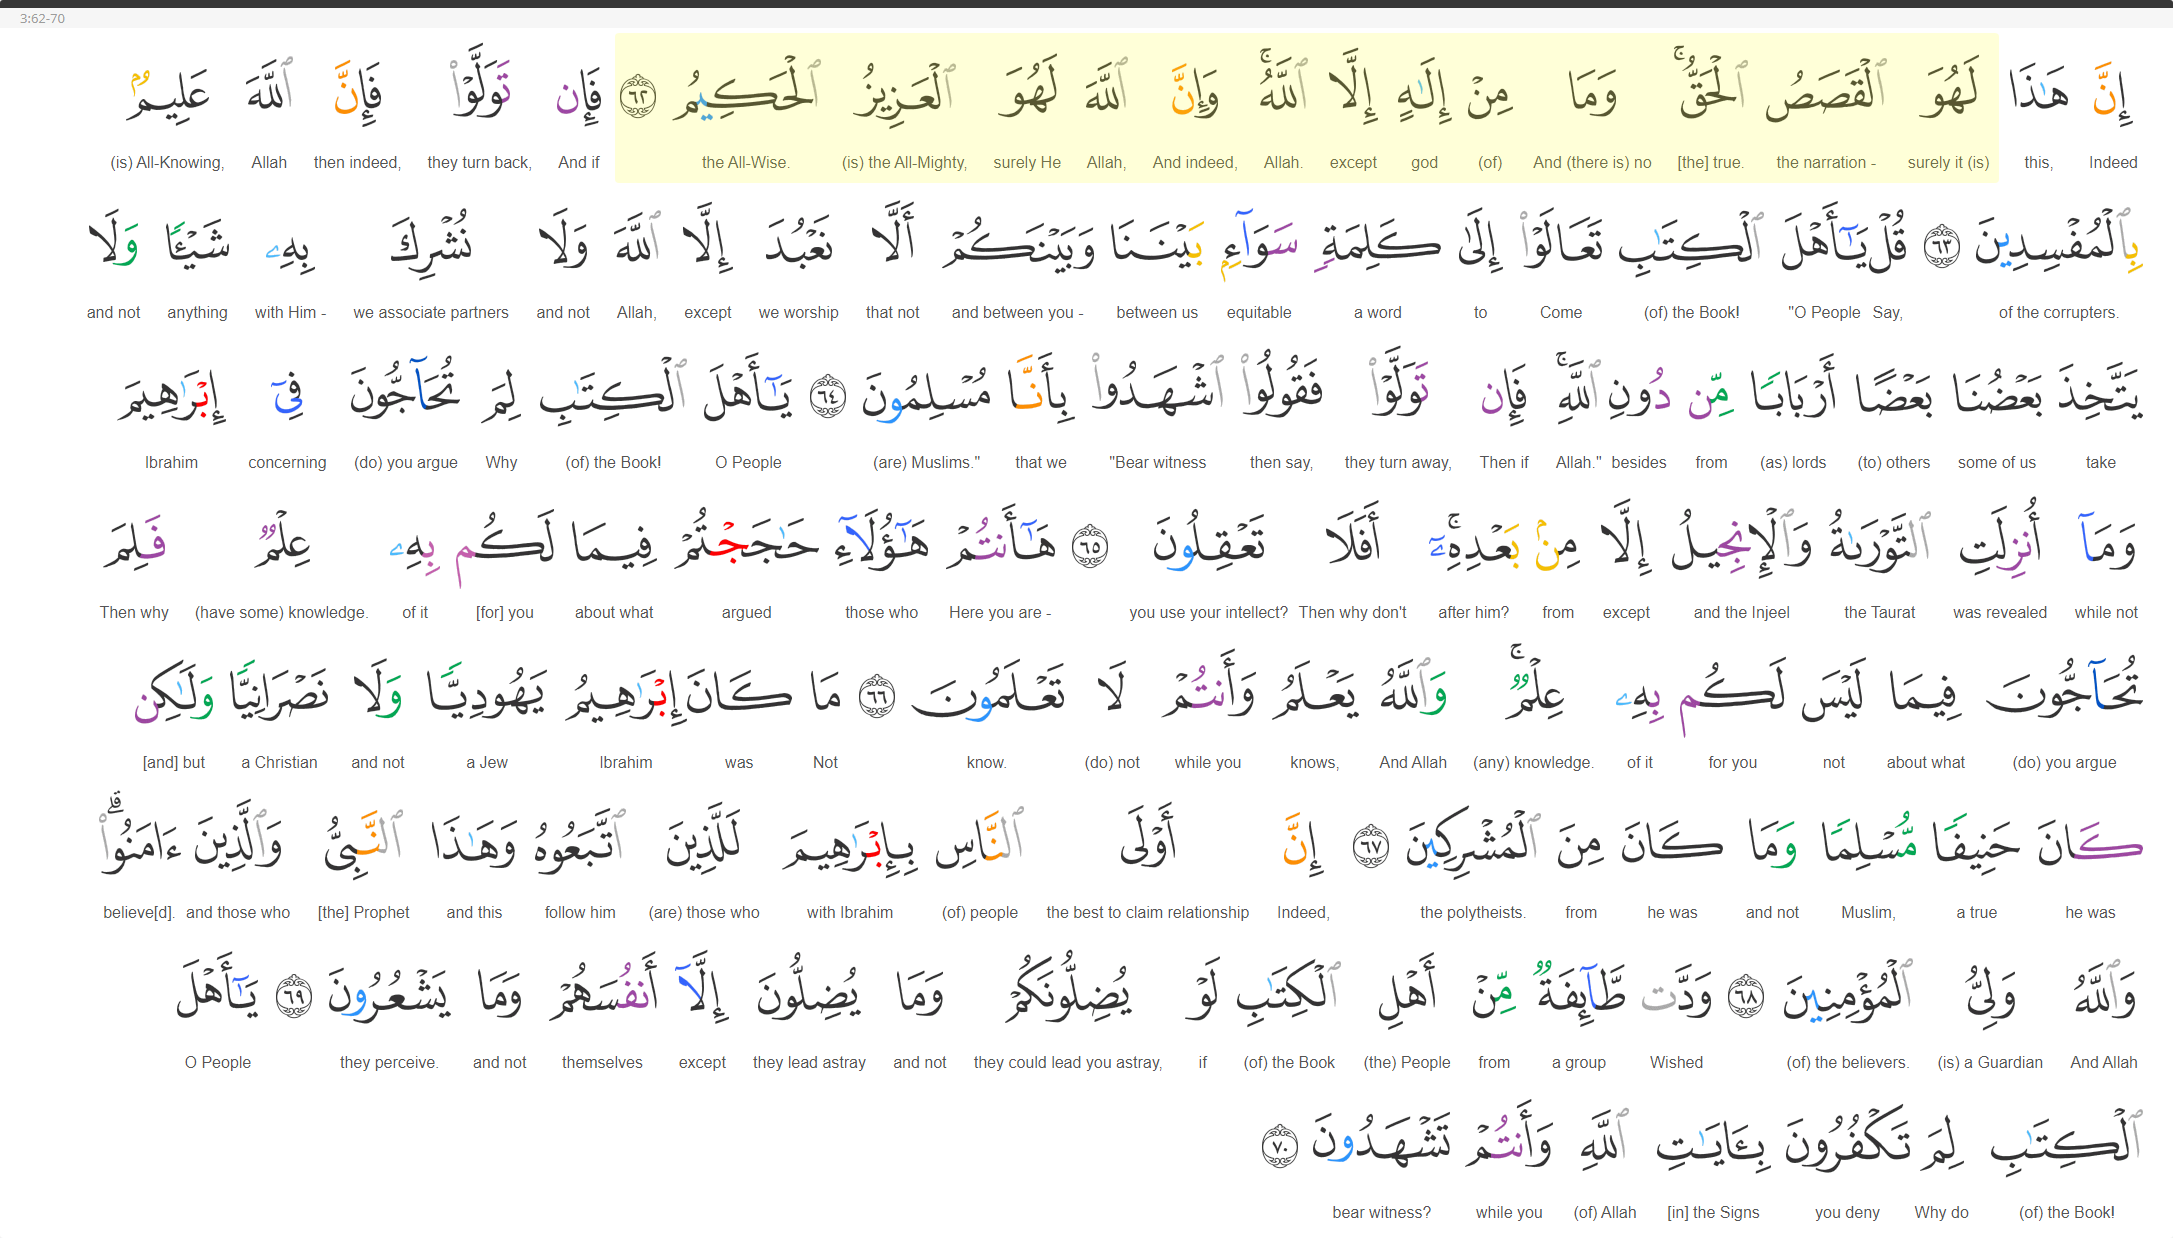 3:62-70
إِنَّ هَٰذَا لَهُوَ ٱلْقَصَصُ ٱلْحَقُّ ۚ وَمَا مِنْ إِلَٰهٍ إِلَّا ٱللَّهُ ۚ وَإِنَّ ٱللَّهَ لَهُوَ ٱلْعَزِيزُ ٱلْحَكِيمُ ٦٢ فَإِن تَوَلَّوْا۟ فَإِنَّ ٱللَّهَ عَلِيمٌۢ
Indeed this, surely it (is) the narration - [the] true. And (there is) no (of) god except Allah. And indeed, Allah, surely He (is) the All-Mighty, the All-Wise. And if they turn back, then indeed, Allah (is) All-Knowing,
بِٱلْمُفْسِدِينَ ٦٣ قُلْ يَٰٓأَهْلَ ٱلْكِتَٰبِ تَعَالَوْا۟ إِلَىٰ كَلِمَةٍ سَوَآءٍۭ بَيْنَنَا وَبَيْنَكُمْ أَلَّا نَعْبُدَ إِلَّا ٱللَّهَ وَلَا نُشْرِكَ بِهِۦ شَيْـًٔا وَلَا
of the corrupters. Say, "O People (of) the Book! Come to a word equitable between us and between you - that not we worship except Allah, and not we associate partners with Him - anything and not
يَتَّخِذَ بَعْضُنَا بَعْضًا أَرْبَابًا مِّن دُونِ ٱللَّهِ ۚ فَإِن تَوَلَّوْا۟ فَقُولُوا۟ ٱشْهَدُوا۟ بِأَنَّا مُسْلِمُونَ ٦٤ يَٰٓأَهْلَ ٱلْكِتَٰبِ لِمَ تُحَآجُّونَ فِىٓ إِبْرَٰهِيمَ
take some of us (to) others (as) lords from besides Allah." Then if they turn away, then say, "Bear witness that we (are) Muslims." O People (of) the Book! Why (do) you argue concerning Ibrahim
وَمَآ أُنزِلَتِ ٱلتَّوْرَىٰةُ وَٱلْإِنجِيلُ إِلَّا مِنۢ بَعْدِهِۦٓ ۚ أَفَلَا تَعْقِلُونَ ٦٥ هَٰٓأَنتُمْ هَٰٓؤُلَآءِ حَٰجَجْتُمْ فِيمَا لَكُم بِهِۦ عِلْمٌ فَلِمَ
while not was revealed the Taurat and the Injeel except from after him? Then why don't you use your intellect? Here you are - those who argued about what [for] you of it (have some) knowledge. Then why
تُحَآجُّونَ فِيمَا لَيْسَ لَكُم بِهِۦ عِلْمٌ ۚ وَٱللَّهُ يَعْلَمُ وَأَنتُمْ لَا تَعْلَمُونَ ٦٦ مَا كَانَ إِبْرَٰهِيمُ يَهُودِيًّا وَلَا نَصْرَانِيًّا وَلَٰكِن
(do) you argue about what not for you of it (any) knowledge. And Allah knows, while you (do) not know. Not was Ibrahim a Jew and not a Christian [and] but
كَانَ حَنِيفًا مُّسْلِمًا وَمَا كَانَ مِنَ ٱلْمُشْرِكِينَ ٦٧ إِنَّ أَوْلَى ٱلنَّاسِ بِإِبْرَٰهِيمَ لَلَّذِينَ ٱتَّبَعُوهُ وَهَٰذَا ٱلنَّبِىُّ وَٱلَّذِينَ ءَامَنُوا۟ ۗ
he was a true Muslim, and not he was from the polytheists. Indeed, the best to claim relationship (of) people with Ibrahim (are) those who follow him and this [the] Prophet and those who believe[d].
وَٱللَّهُ وَلِىُّ ٱلْمُؤْمِنِينَ ٦٨ وَدَّت طَّآئِفَةٌ مِّنْ أَهْلِ ٱلْكِتَٰبِ لَوْ يُضِلُّونَكُمْ وَمَا يُضِلُّونَ إِلَّآ أَنفُسَهُمْ وَمَا يَشْعُرُونَ ٦٩ يَٰٓأَهْلَ
And Allah (is) a Guardian (of) the believers. Wished a group from (the) People (of) the Book if they could lead you astray, and not they lead astray except themselves and not they perceive. O People
ٱلْكِتَٰبِ لِمَ تَكْفُرُونَ بِـَٔايَٰتِ ٱللَّهِ وَأَنتُمْ تَشْهَدُونَ ٧٠
(of) the Book! Why do you deny [in] the Signs (of) Allah while you bear witness?